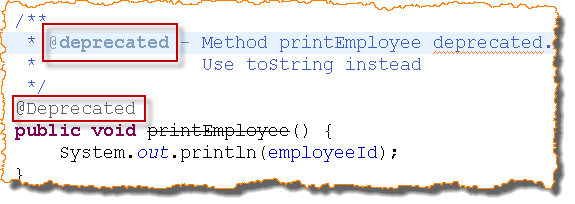 /**
 * @deprecated - Method printEmployee deprecated.
 *               Use toString instead
 */
@Deprecated
public void printEmployee() {
    System.out.println(employeeId);
}